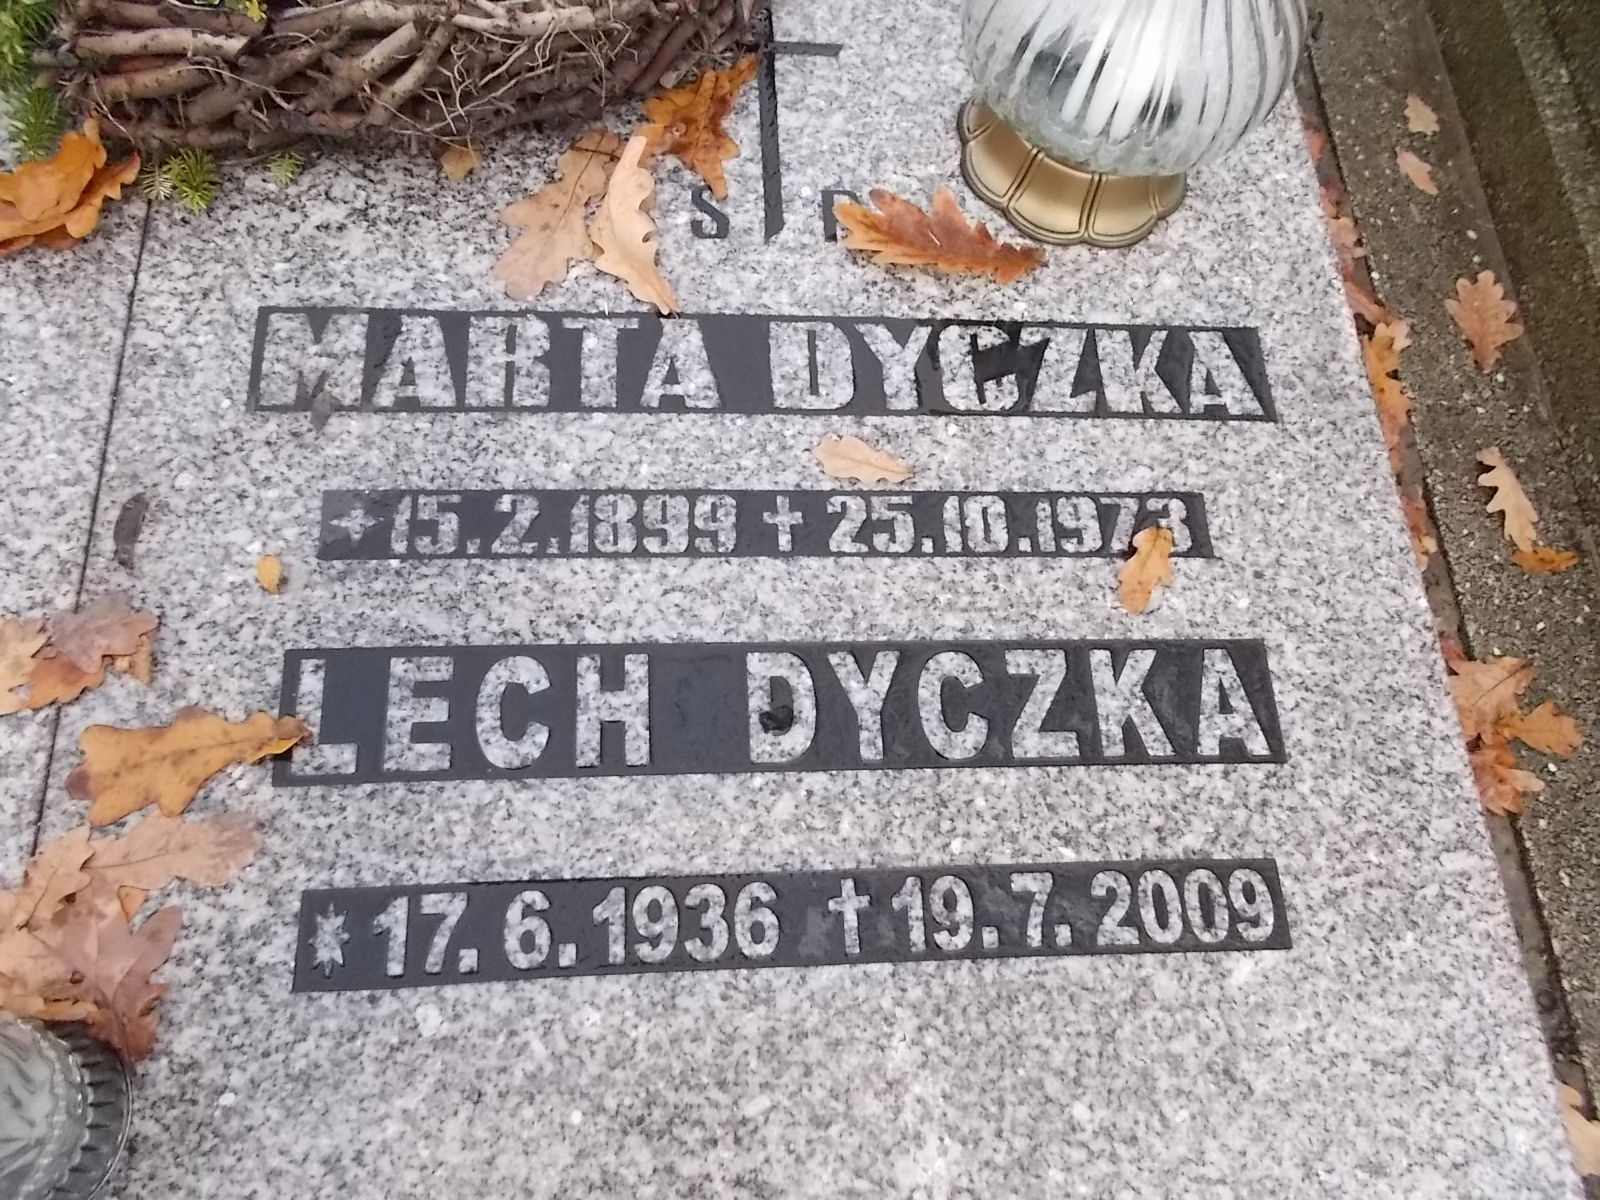 S P
MARTA DYCZKA
* 15.2.1899 † 25.10.1973
LECH DYCZKA
* 17.6.1936 † 19.7.2009